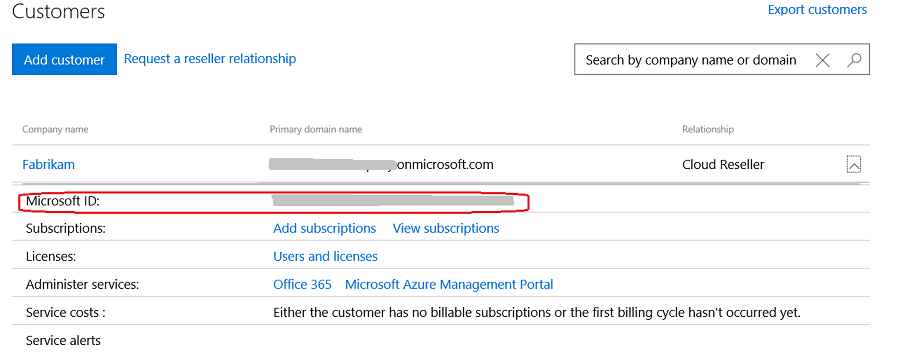 Customers
Export customers
Add customer
Request a reseller relationship
Search by company name or domain
Company name Primary domain name Relationship
Fabrikam onmicrosoft.com Cloud Reseller
Microsoft ID:
Subscriptions: Add subscriptions View subscriptions
Licenses: Users and licenses
Administer services: Office 365 Microsoft Azure Management Portal
Service costs : Either the customer has no billable subscriptions or the first billing cycle hasn't occurred yet.
Service alerts